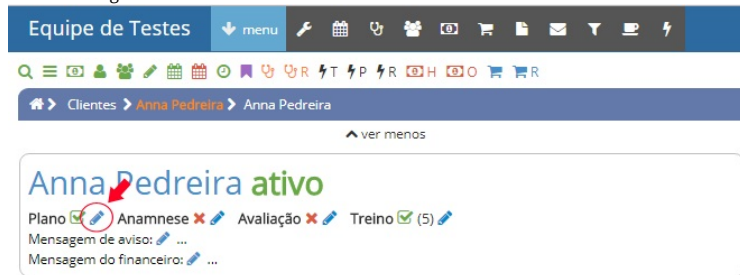 Equipe de Testes menu
R T P R H O R
Clientes Anna Pedreira Anna Pedreira
ver menos
Anna Pedreira ativo
Plano Anamnese Avaliação Treino (5)
Mensagem de aviso: ...
Mensagem do financeiro: ...